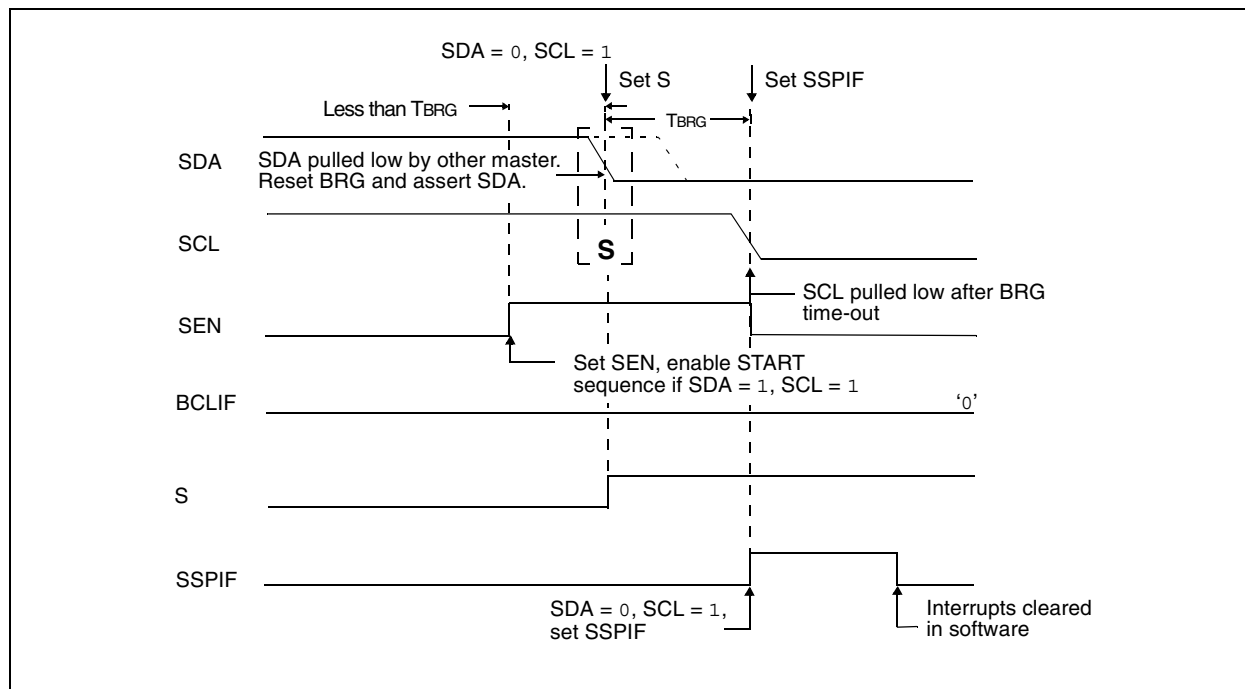 SDA = 0, SCL = 1
Set S
Set SSPIF
Less than TBRG
TBRG
SDA
SDA pulled low by other master.
Reset BRG and assert SDA.
SCL
S
SCL pulled low after BRG
time-out
SEN
Set SEN, enable START
sequence if SDA = 1, SCL = 1
BCLIF
‘0’
S
SSPIF
SDA = 0, SCL = 1,
set SSPIF
Interrupts cleared
in software